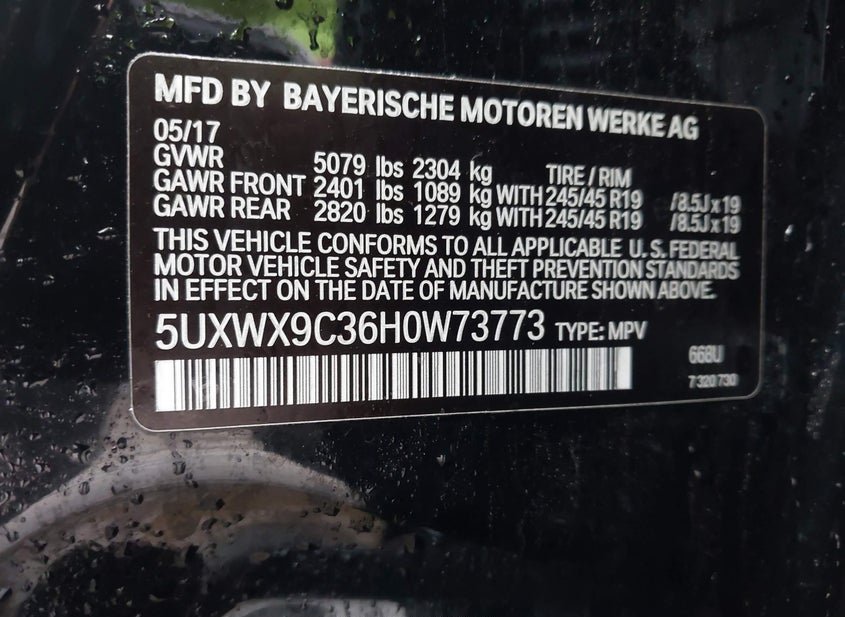 MFD BY BAYERISCHE MOTOREN WERKE AG
05/17
GVWR 5079 lbs 2304 kg TIRE / RIM
GAWR FRONT 2401 lbs 1089 kg WITH 245/45 R19 /8.5J x 19
GAWR REAR 2820 lbs 1279 kg WITH 245/45 R19 /8.5J x 19
THIS VEHICLE CONFORMS TO ALL APPLICABLE U.S. FEDERAL
MOTOR VEHICLE SAFETY AND THEFT PREVENTION STANDARDS
IN EFFECT ON THE DATE OF MANUFACTURE SHOWN ABOVE.
5UXWX9C36H0W73773 TYPE: MPV 668U
7 320 730